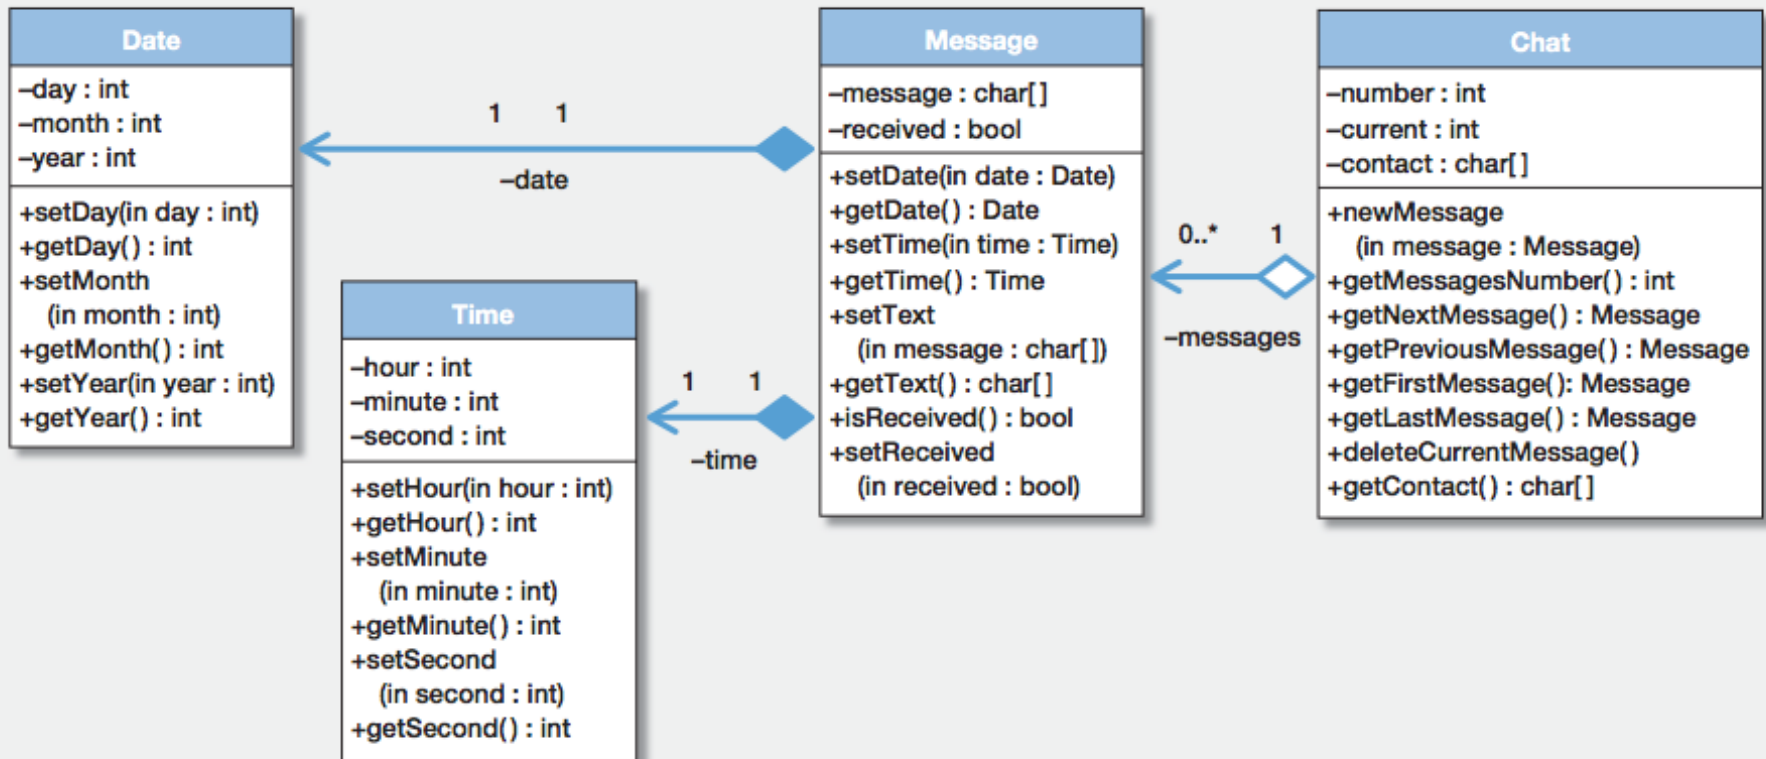 Date
–day : int
–month : int
–year : int
+setDay(in day : int)
+getDay() : int
+setMonth
(in month : int)
+getMonth() : int
+setYear(in year : int)
+getYear() : int
1 1
–date
Time
–hour : int
–minute : int
–second : int
+setHour(in hour : int)
+getHour() : int
+setMinute
(in minute : int)
+getMinute() : int
+setSecond
(in second : int)
+getSecond() : int
1 1
–time
Message
–message : char[]
–received : bool
+setDate(in date : Date)
+getDate() : Date
+setTime(in time : Time)
+getTime() : Time
+setText
(in message : char[])
+getText() : char[]
+isReceived() : bool
+setReceived
(in received : bool)
0..* 1
–messages
Chat
–number : int
–current : int
–contact : char[]
+newMessage
(in message : Message)
+getMessagesNumber() : int
+getNextMessage() : Message
+getPreviousMessage() : Message
+getFirstMessage(): Message
+getLastMessage() : Message
+deleteCurrentMessage()
+getContact() : char[]